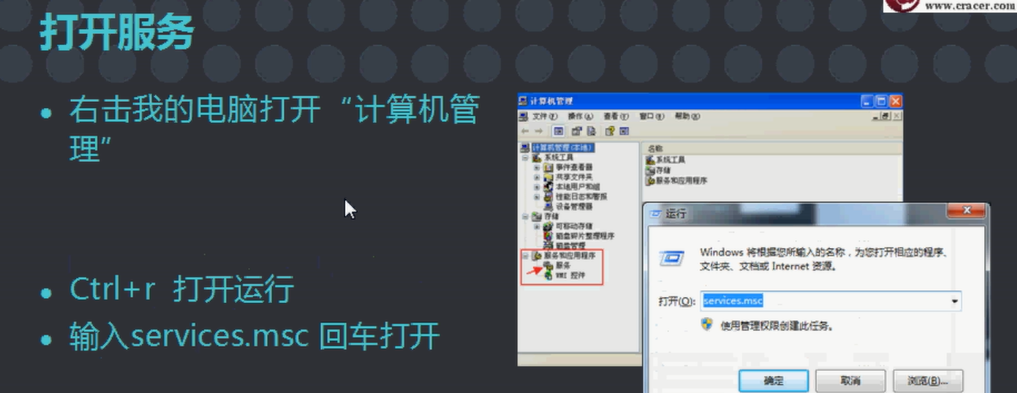 www.cracer.com
打开服务
右击我的电脑打开“计算机管
理”
Ctrl+r 打开运行
输入services.msc 回车打开
计算机管理
文件(F) 操作(A) 查看(V) 窗口(W) 帮助(H)
计算机管理(本地)
系统工具
事件查看器
共享文件夹
本地用户和组
性能日志和警报
设备管理器
存储
可移动存储
磁盘碎片整理程序
磁盘管理
服务和应用程序
服务
WMI 控件
名称
系统工具
存储
服务和应用程序
运行
Windows 将根据您所输入的名称，为您打开相应的程序、
文件夹、文档或 Internet 资源。
打开(O): services.msc
使用管理权限创建此任务。
确定 取消 浏览(B)...